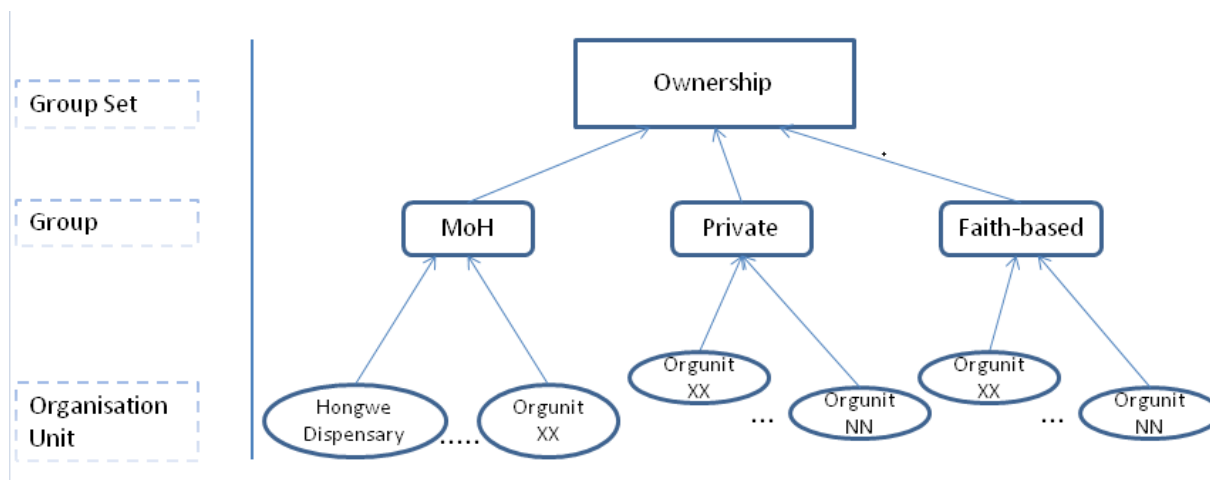 Group Set
Ownership
Group
MoH
Private
Faith-based
Organisation
Unit
Hongwe
Dispensary
.....
Orgunit
XX
Orgunit
XX
...
Orgunit
NN
Orgunit
XX
...
Orgunit
NN